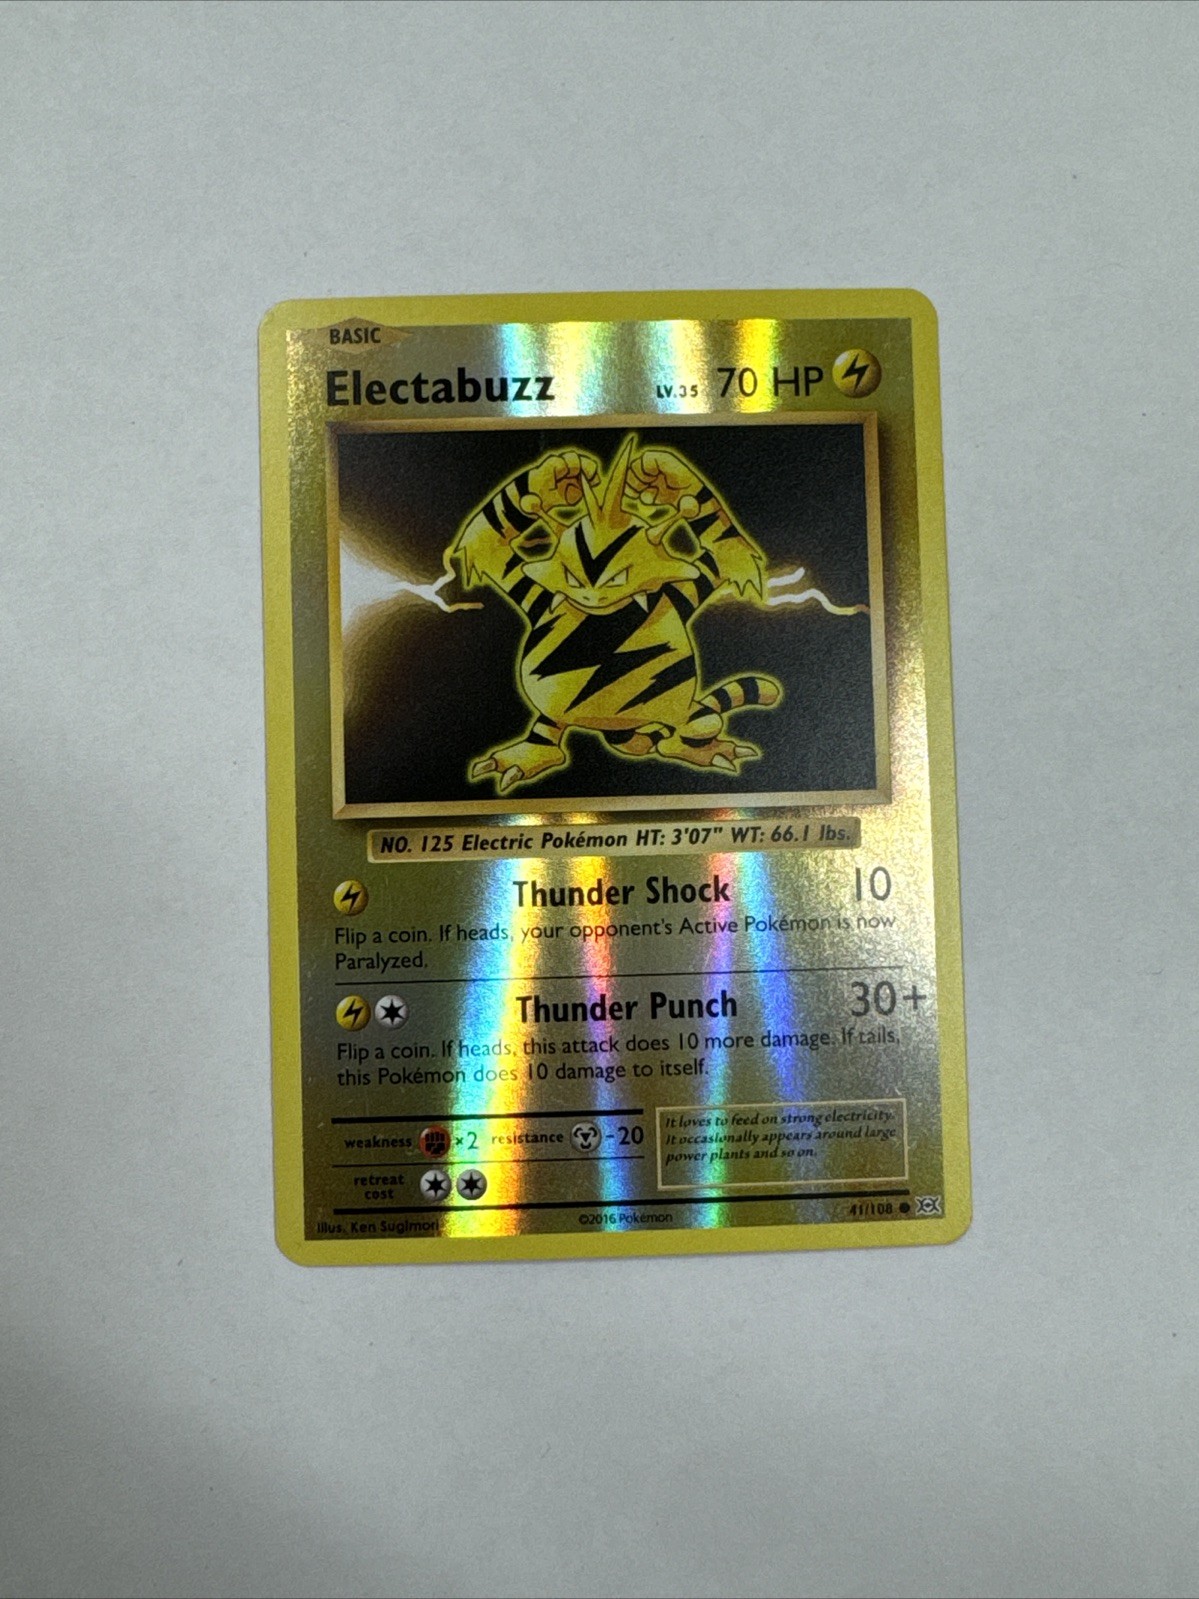 BASIC
Electabuzz LV.35 70 HP
NO. 125 Electric Pokémon HT: 3'07" WT: 66.1 lbs.
Thunder Shock 10
Flip a coin. If heads, your opponent's Active Pokémon is now
Paralyzed.
Thunder Punch 30+
Flip a coin. If heads, this attack does 10 more damage. If tails,
this Pokémon does 10 damage to itself.
weakness ×2 resistance -20
retreat
cost
It loves to feed on strong electricity.
It occasionally appears around large
power plants and so on.
Illus. Ken Sugimori ©2016 Pokémon 41/108